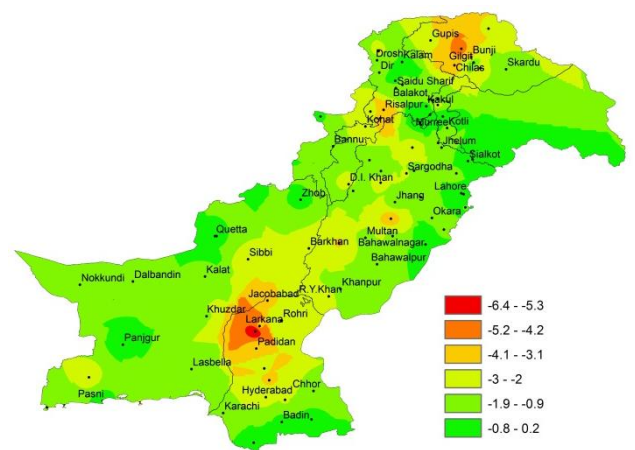 Gupis
Drosh Kalam
Gilgit Bunji
Dir
Chilas Skardu
Saidu Sharif
Balakot
Risalpur Kakul
Kohat Murree Kotli
Bannu Jhelum
Sialkot
D.I. Khan Sargodha
Zhob Jhang Lahore
Okara
Quetta Multan
Sibbi Barkhan Bahawalnagar
Nokkundi Dalbandin Kalat Bahawalpur
Jacobabad R.Y.Khan Khanpur
Khuzdar Larkana Rohri
Panjgur Padidan
Lasbella
Pasni Hyderabad Chhor
Karachi Badin
-6.4 - -5.3
-5.2 - -4.2
-4.1 - -3.1
-3 - -2
-1.9 - -0.9
-0.8 - 0.2